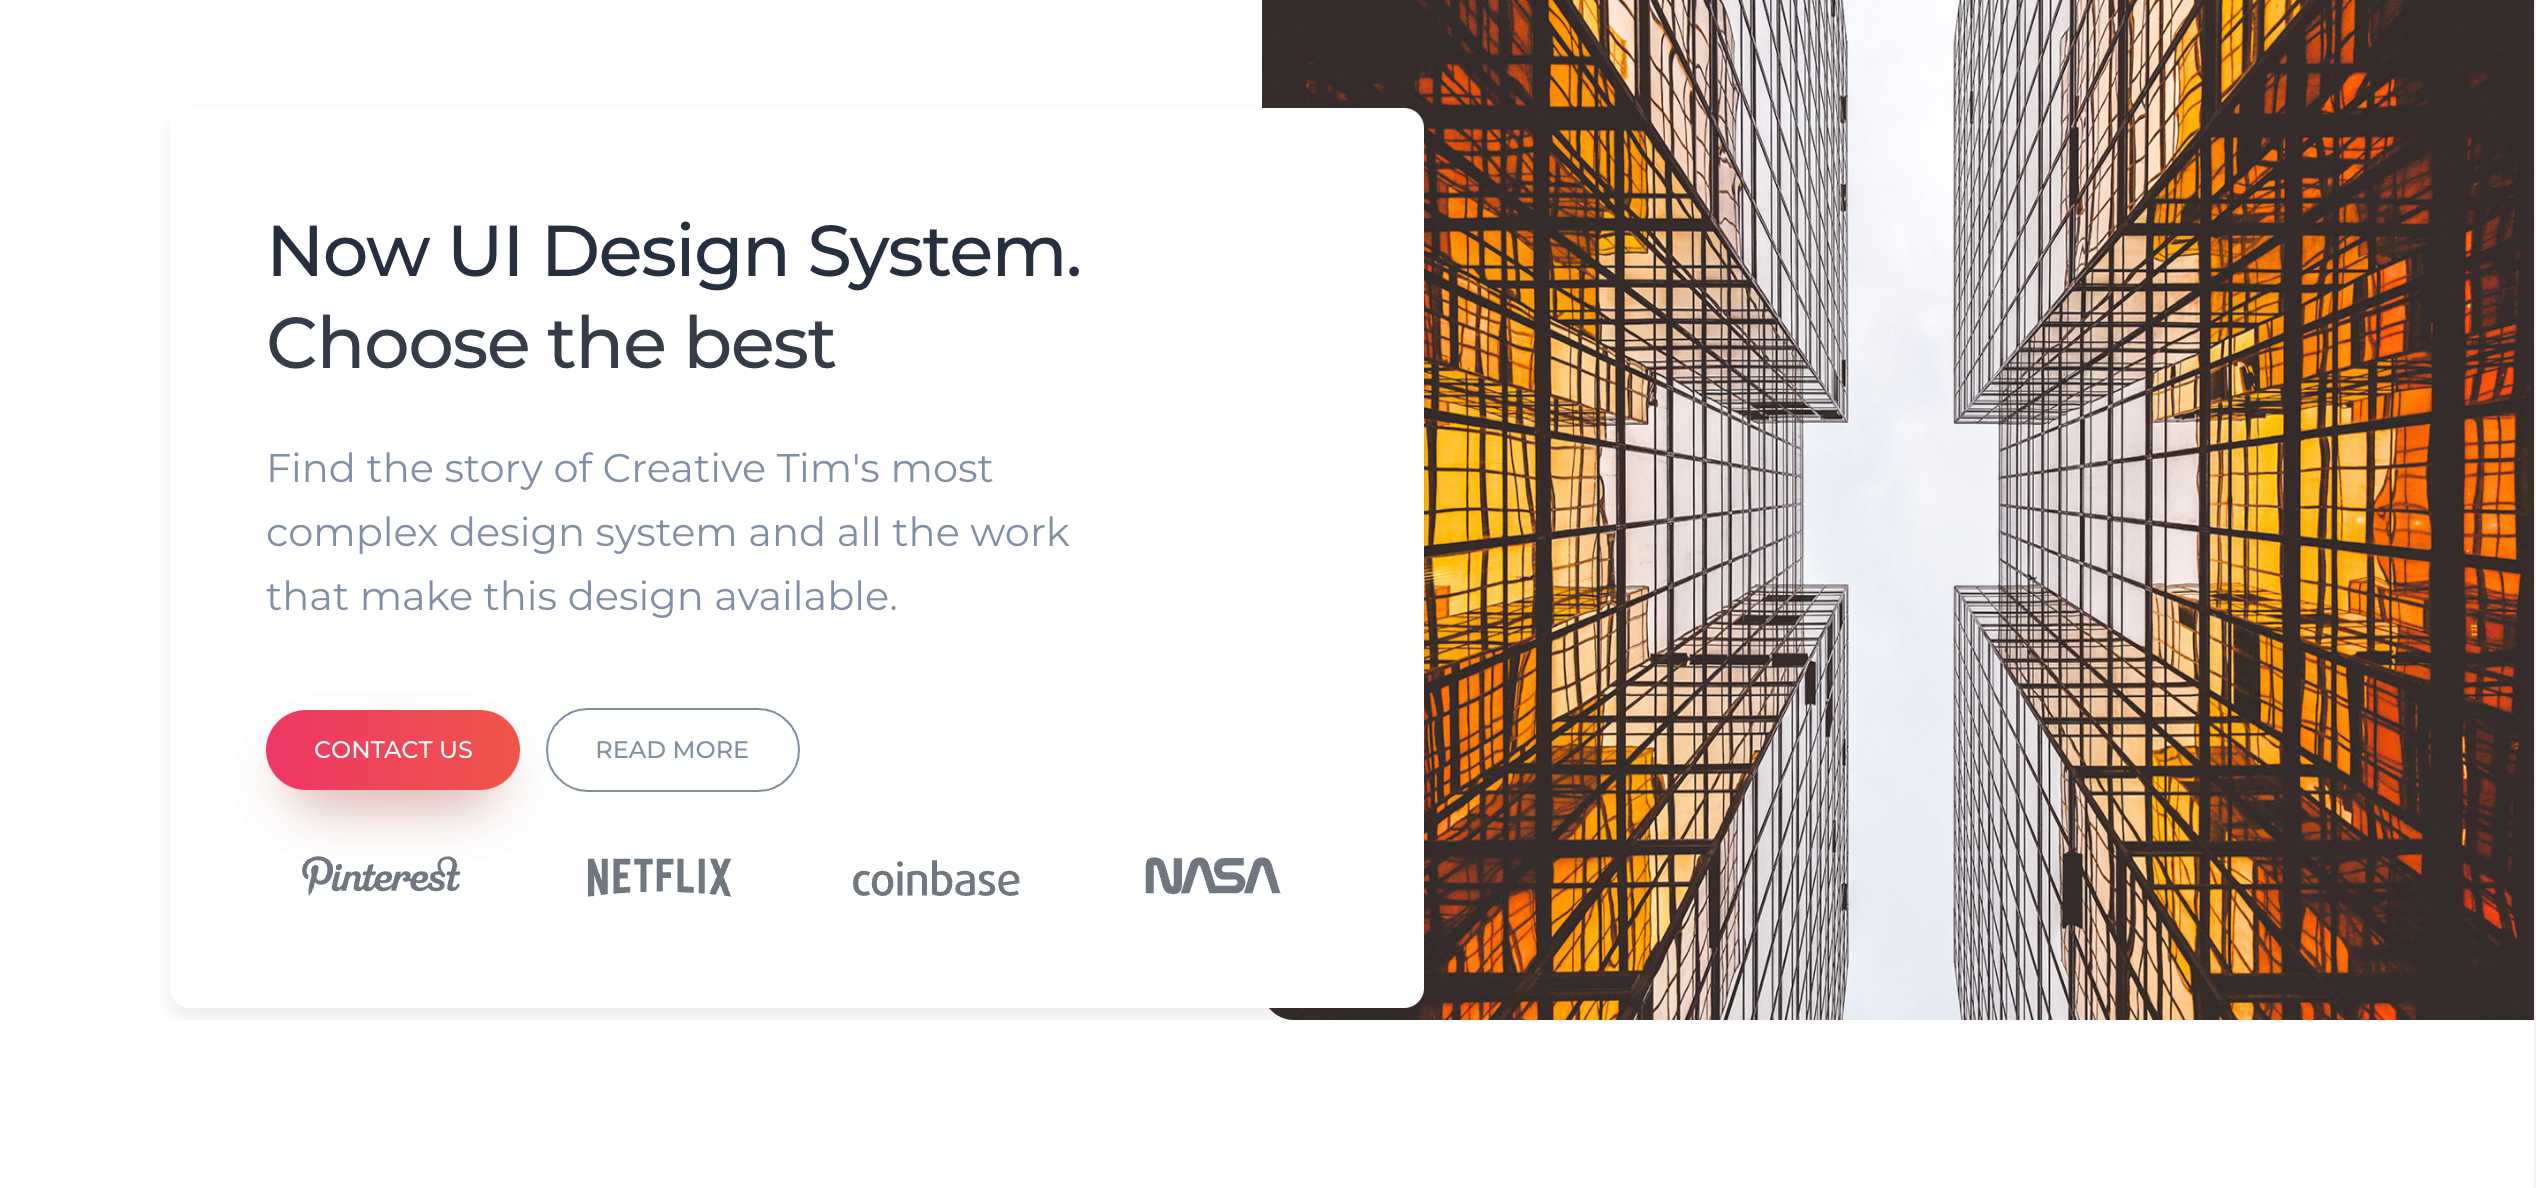 Now UI Design System.
Choose the best
Find the story of Creative Tim's most
complex design system and all the work
that make this design available.
CONTACT US READ MORE
Pinterest NETFLIX coinbase NASA